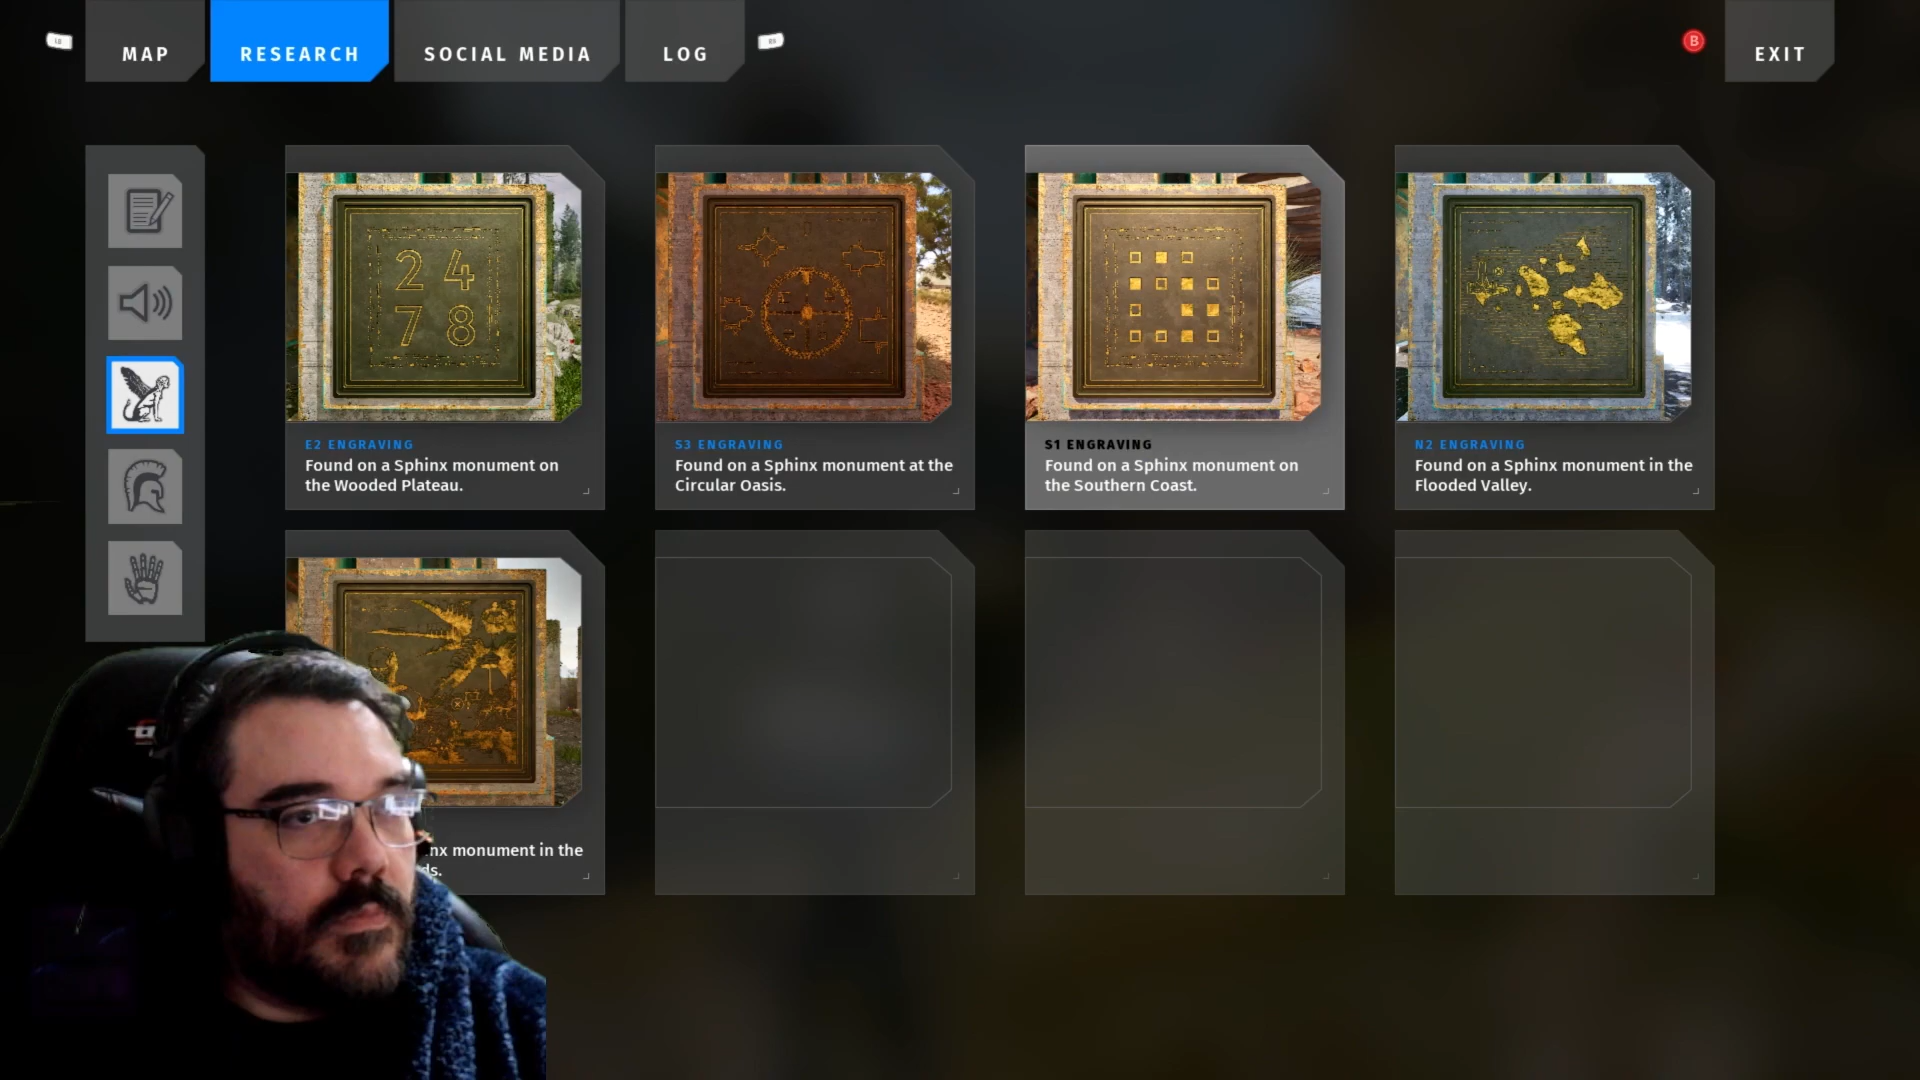 MAP
RESEARCH
SOCIAL MEDIA
LOG
B
EXIT
2 4
7 8
E2 ENGRAVING
Found on a Sphinx monument on
the Wooded Plateau.
S3 ENGRAVING
Found on a Sphinx monument at the
Circular Oasis.
S1 ENGRAVING
Found on a Sphinx monument on
the Southern Coast.
N2 ENGRAVING
Found on a Sphinx monument in the
Flooded Valley.
monument in the